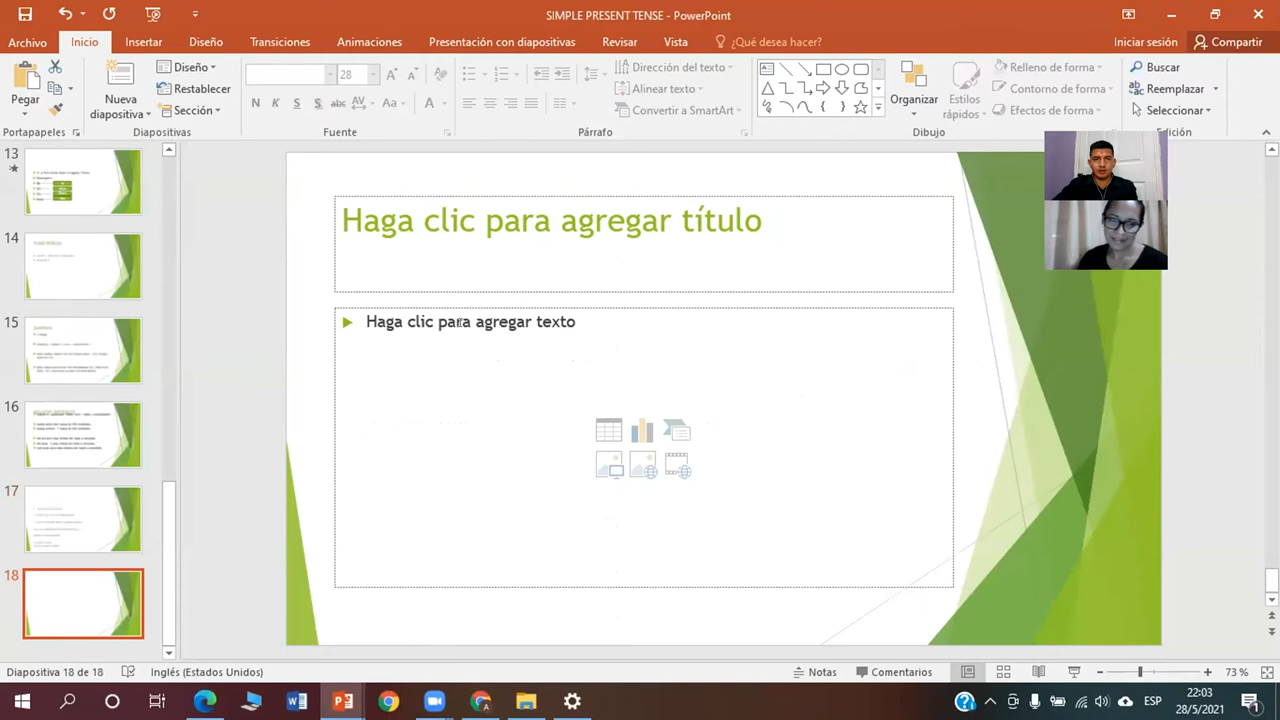 SIMPLE PRESENT TENSE - PowerPoint
Archivo Inicio Insertar Diseño Transiciones Animaciones Presentación con diapositivas Revisar Vista ¿Qué desea hacer? Iniciar sesión Compartir
Pegar
Portapapeles
Nueva diapositiva
Diseño
Restablecer
Sección
Diapositivas
28
N K S abc AV Aa A
Fuente
Dirección del texto
Alinear texto
Convertir a SmartArt
Párrafo
Organizar
Estilos rápidos
Relleno de forma
Contorno de forma
Efectos de forma
Dibujo
Buscar
Reemplazar
Seleccionar
Edición
13
14
15
16
17
18
Haga clic para agregar título
Haga clic para agregar texto
Diapositiva 18 de 18 Inglés (Estados Unidos) Notas Comentarios 73 %
ESP
22:03
28/5/2021